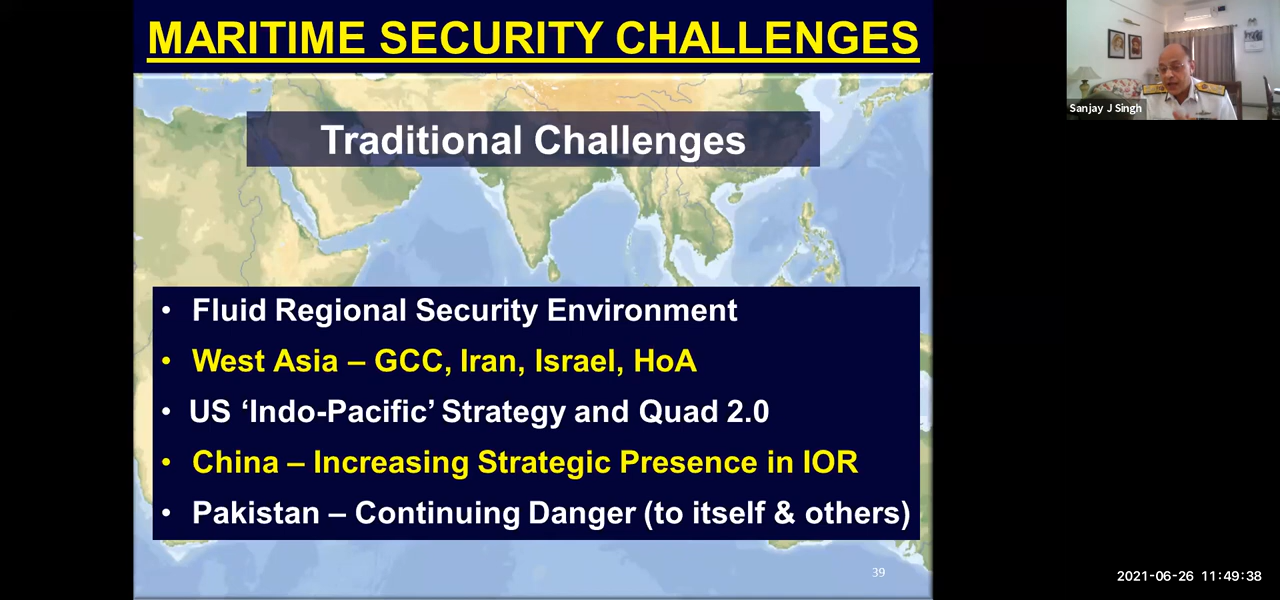 MARITIME SECURITY CHALLENGES
Sanjay J Singh
Traditional Challenges
• Fluid Regional Security Environment
• West Asia – GCC, Iran, Israel, HoA
• US ‘Indo-Pacific’ Strategy and Quad 2.0
• China – Increasing Strategic Presence in IOR
• Pakistan – Continuing Danger (to itself & others)
39
2021-06-26 11:49:38